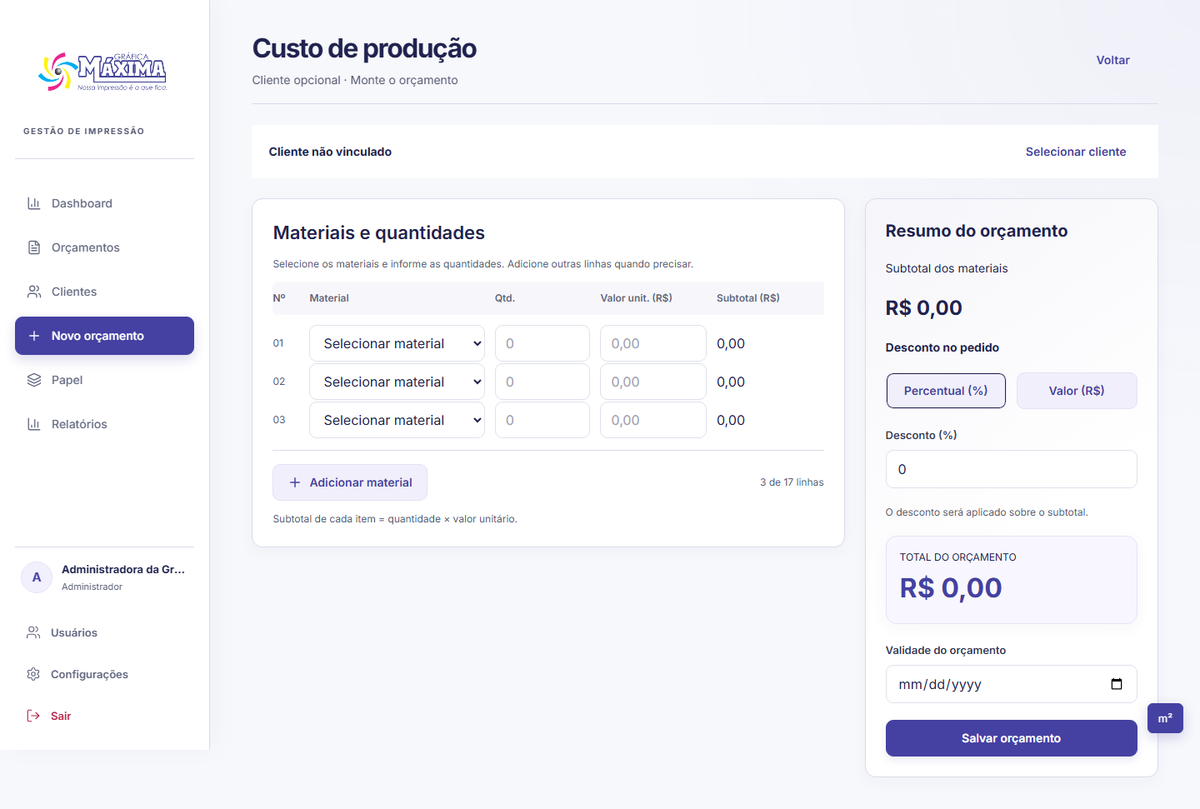 GRÁFICA
MÁXIMA
Nossa Impressão é o que fica.
GESTÃO DE IMPRESSÃO
Dashboard
Orçamentos
Clientes
Novo orçamento
Papel
Relatórios
A
Administradora da Gr...
Administrador
Usuários
Configurações
Sair
Custo de produção
Cliente opcional · Monte o orçamento
Voltar
Cliente não vinculado
Selecionar cliente
Materiais e quantidades
Selecione os materiais e informe as quantidades. Adicione outras linhas quando precisar.
Nº Material Qtd. Valor unit. (R$) Subtotal (R$)
01 Selecionar material 0 0,00 0,00
02 Selecionar material 0 0,00 0,00
03 Selecionar material 0 0,00 0,00
Adicionar material
3 de 17 linhas
Subtotal de cada item = quantidade × valor unitário.
Resumo do orçamento
Subtotal dos materiais
R$ 0,00
Desconto no pedido
Percentual (%) Valor (R$)
Desconto (%)
0
O desconto será aplicado sobre o subtotal.
TOTAL DO ORÇAMENTO
R$ 0,00
Validade do orçamento
mm/dd/yyyy
m²
Salvar orçamento